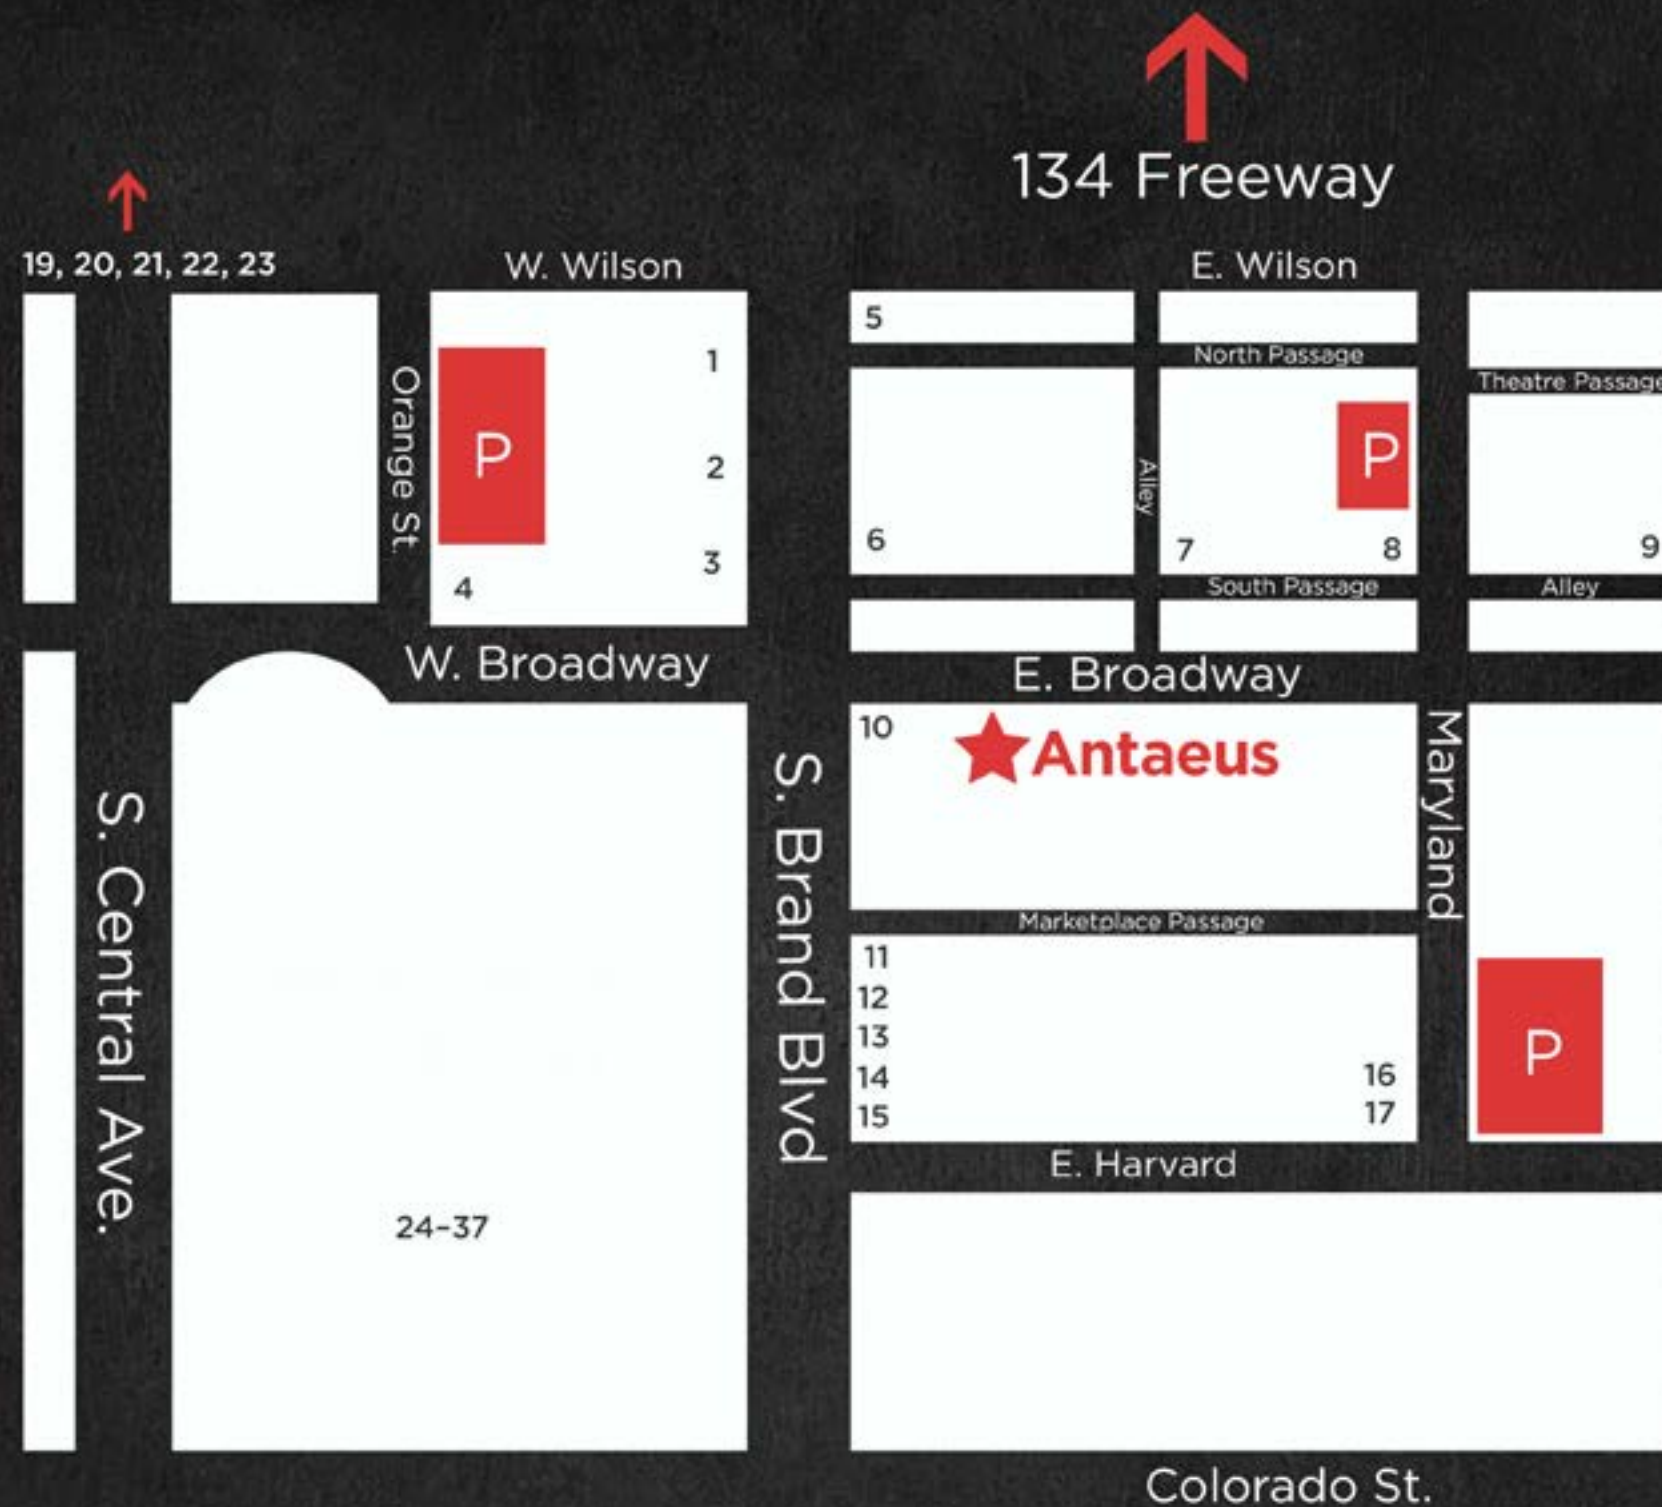 134 Freeway
19, 20, 21, 22, 23
W. Wilson
E. Wilson
5
1
North Passage
Orange St.
Theatre Passage
P
2
P
Alley
6
7
8
9
3
4
South Passage
Alley
W. Broadway
E. Broadway
10
Antaeus
Maryland
S. Brand Blvd
S. Central Ave.
Marketplace Passage
11
12
13
14
15
16
17
P
E. Harvard
24–37
Colorado St.